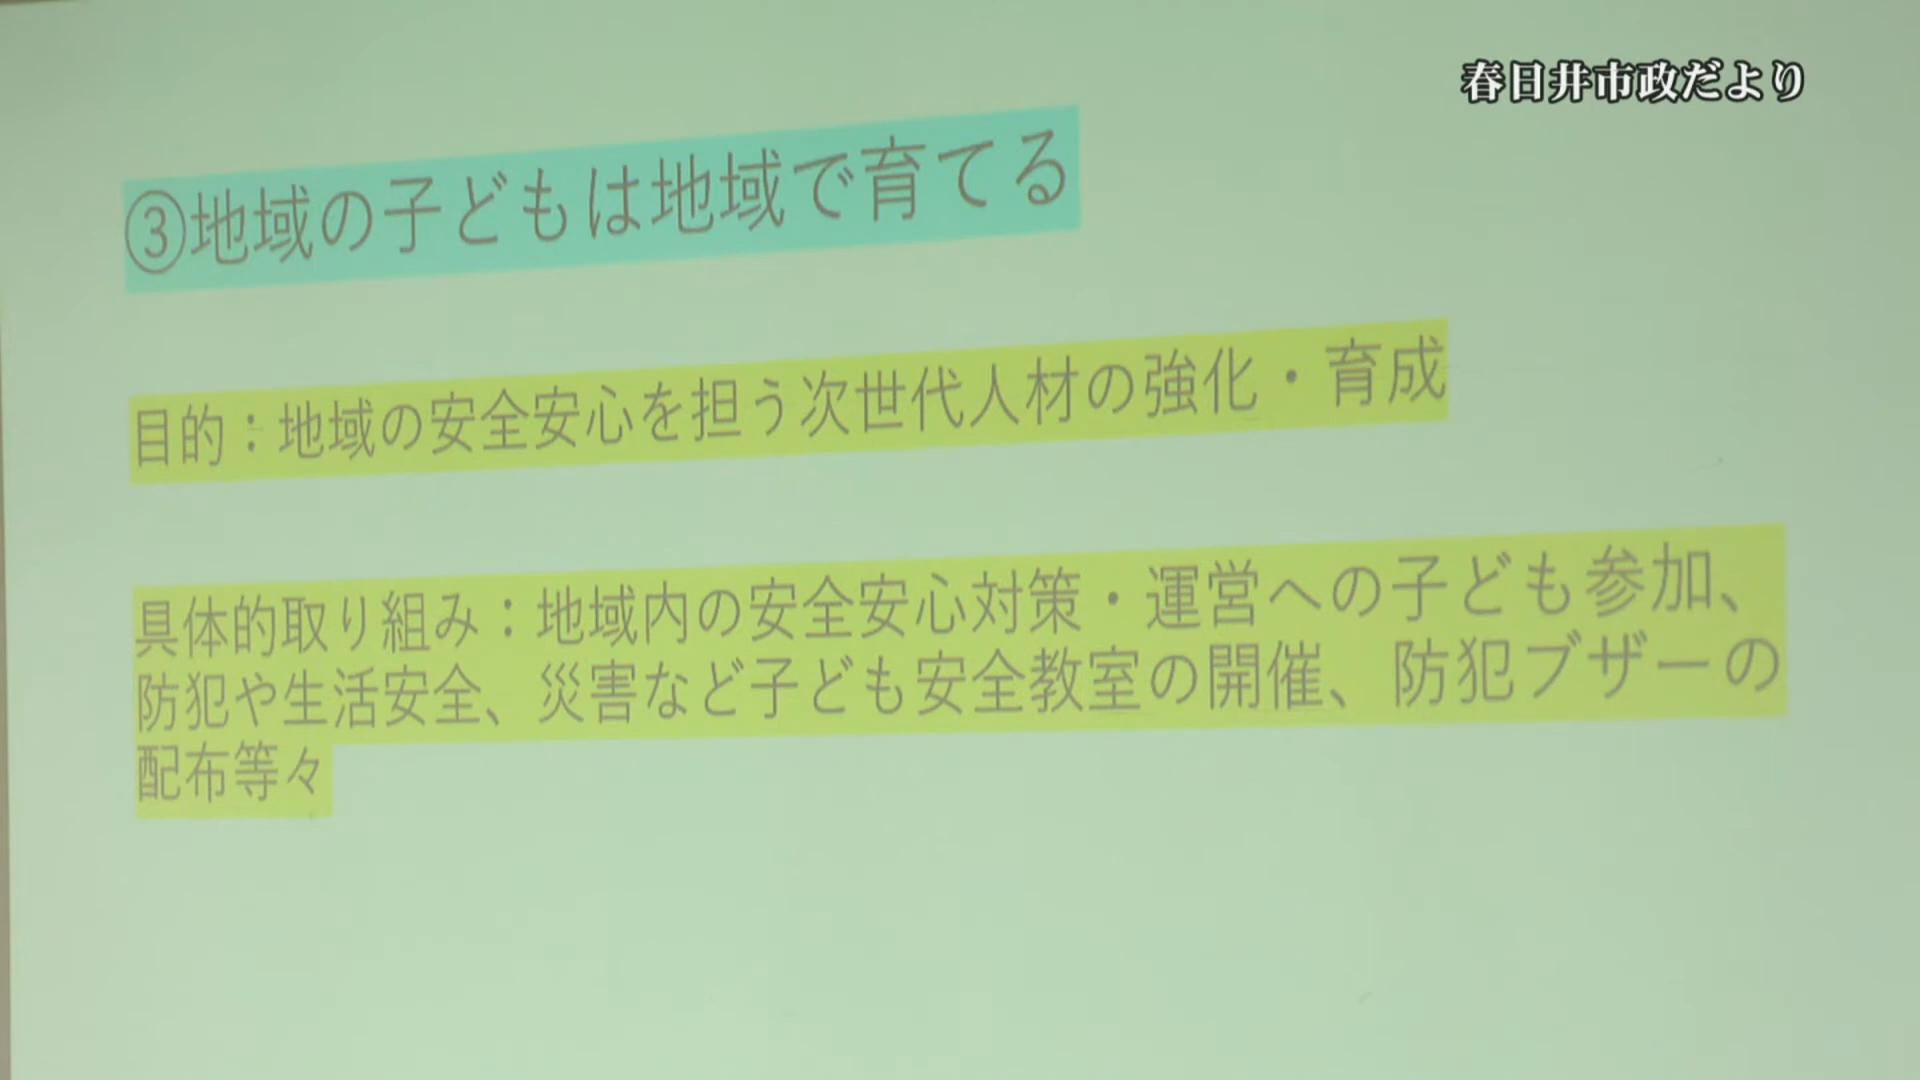 春日井市政だより
③地域の子どもは地域で育てる
目的：地域の安全安心を担う次世代人材の強化・育成
具体的取り組み：地域内の安全安心対策・運営への子ども参加、
防犯や生活安全、災害など子ども安全教室の開催、防犯ブザーの
配布等々